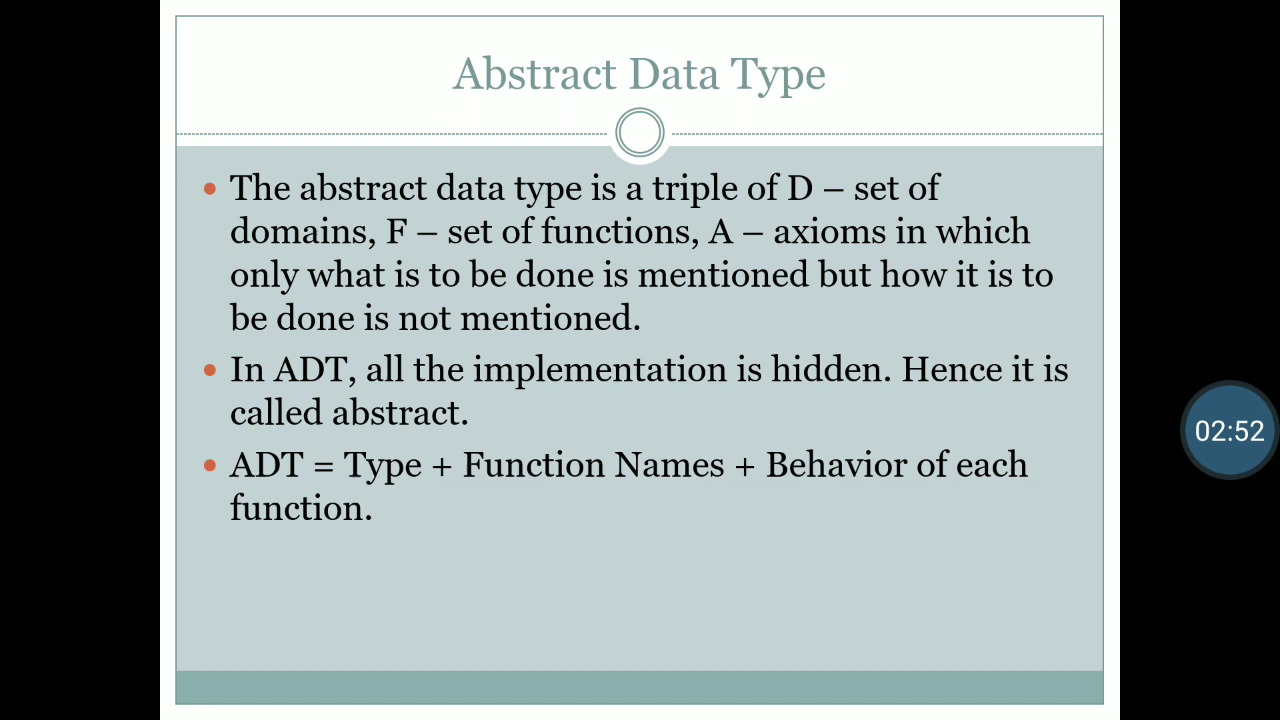 Abstract Data Type
• The abstract data type is a triple of D – set of
domains, F – set of functions, A – axioms in which
only what is to be done is mentioned but how it is to
be done is not mentioned.
• In ADT, all the implementation is hidden. Hence it is
called abstract.
• ADT = Type + Function Names + Behavior of each
function.
02:52